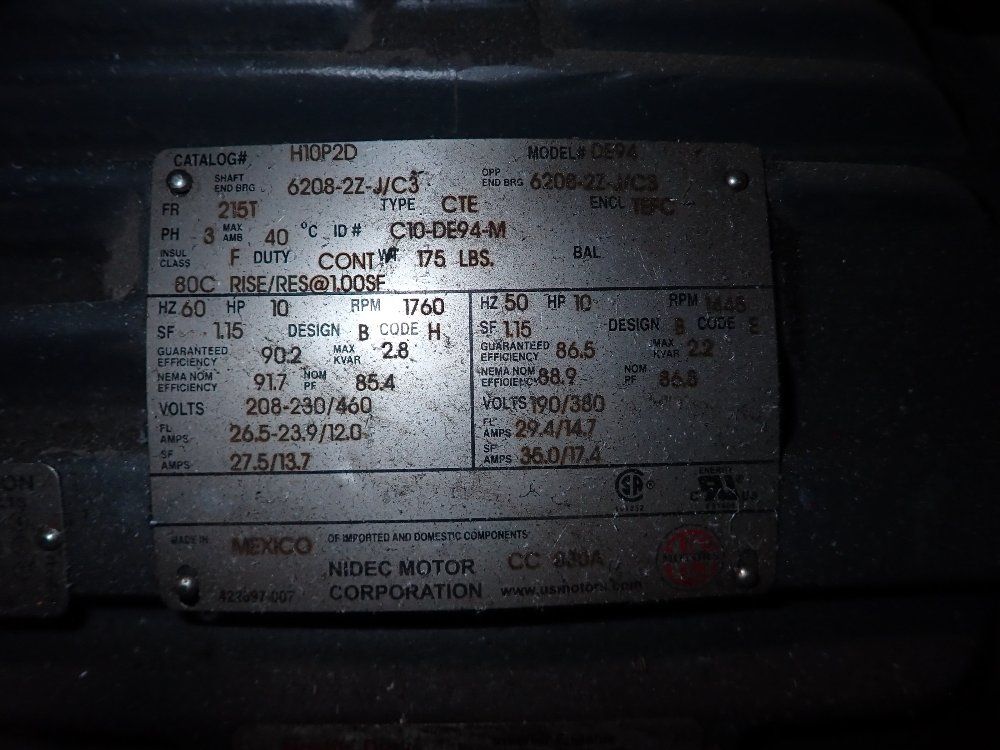 CATALOG# H10P2D MODEL# DE94
SHAFT END BRG 6208-2Z-J/C3 OPP END BRG 6208-2Z-J/C3
FR 215T TYPE CTE ENCL TEFC
PH 3 MAX AMB 40 °C ID# C10-DE94-M
INSUL CLASS F DUTY CONT WT 175 LBS. BAL
80C RISE/RES@1.00SF
HZ 60 HP 10 RPM 1760
SF 1.15 DESIGN B CODE H
GUARANTEED EFFICIENCY 90.2 MAX KVAR 2.8
NEMA NOM EFFICIENCY 91.7 NOM PF 85.4
VOLTS 208-230/460
FL AMPS 26.5-23.9/12.0
SF AMPS 27.5/13.7
HZ 50 HP 10 RPM 1445
SF 1.15 DESIGN B CODE E
GUARANTEED EFFICIENCY 86.5 MAX KVAR 2.2
NEMA NOM EFFICIENCY 88.9 NOM PF 86.8
VOLTS 190/380
FL AMPS 29.4/14.7
SF AMPS 35.0/17.4
ENERGY
MADE IN MEXICO OF IMPORTED AND DOMESTIC COMPONENTS
NIDEC MOTOR CC 030A
CORPORATION www.usmotors.com
ON